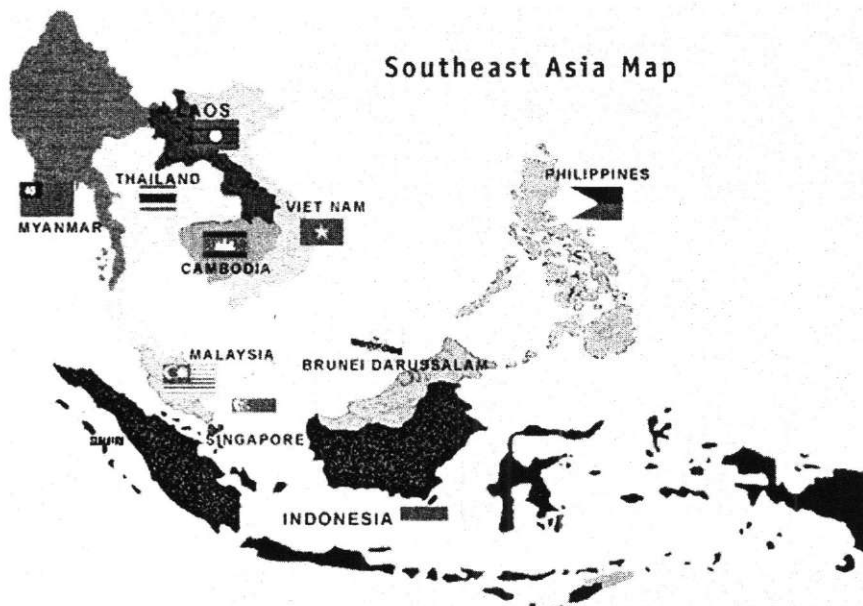 Southeast Asia Map
LAOS
THAILAND
PHILIPPINES
VIET NAM
MYANMAR
CAMBODIA
MALAYSIA
BRUNEI DARUSSALAM
SINGAPORE
INDONESIA